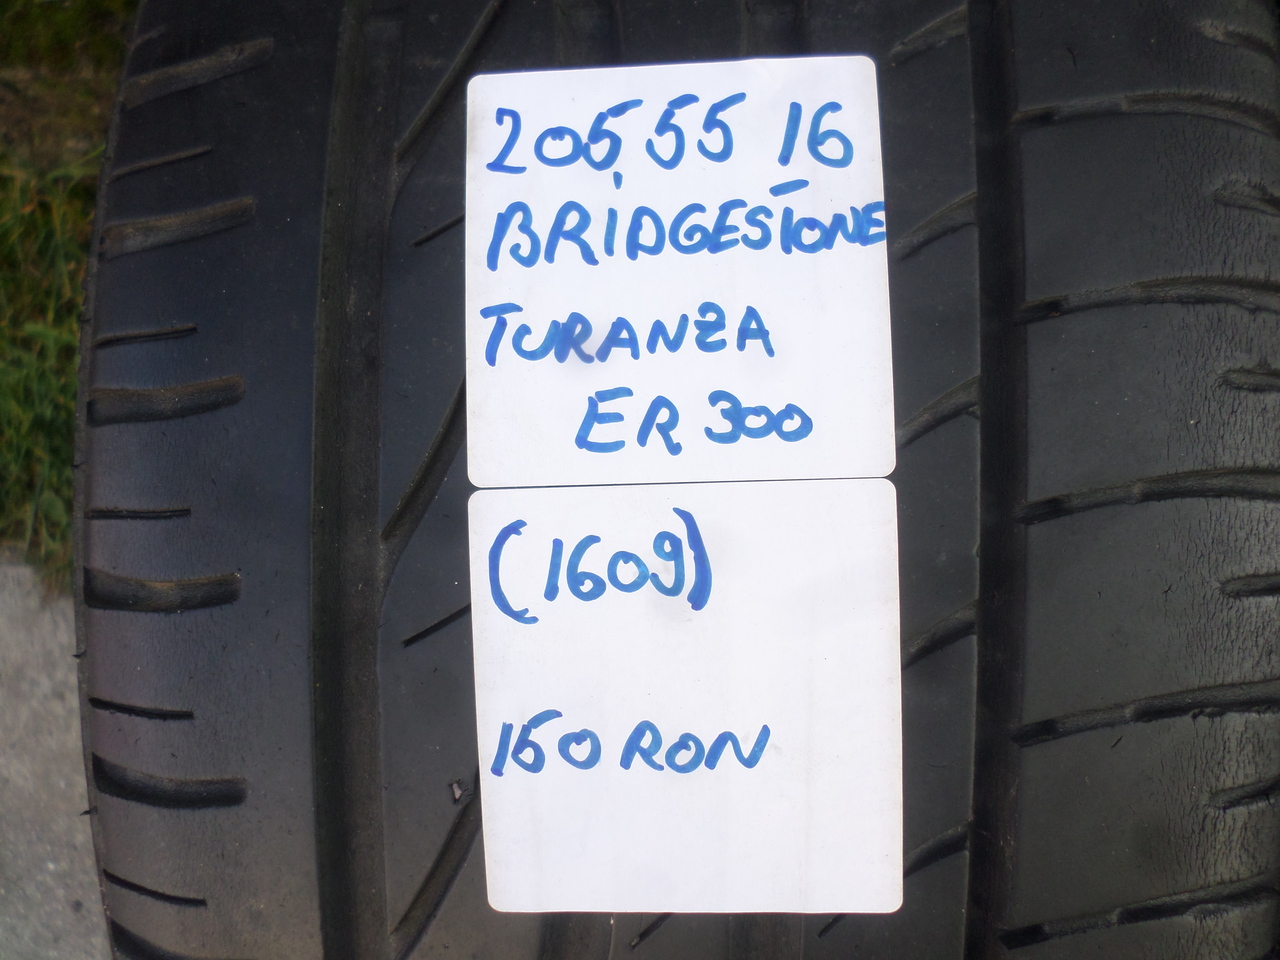 205 55 16
BRIDGESTONE
TURANZA
ER 300
(1609)
150 RON